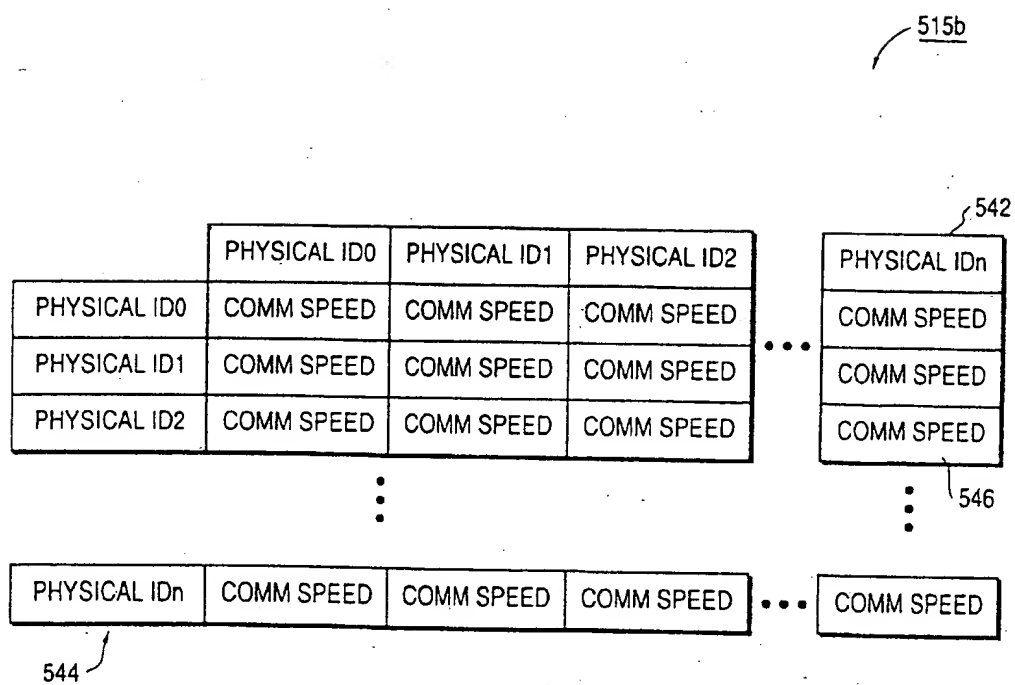 515b
542
PHYSICAL ID0 PHYSICAL ID1 PHYSICAL ID2 PHYSICAL IDn
PHYSICAL ID0 COMM SPEED COMM SPEED COMM SPEED COMM SPEED
PHYSICAL ID1 COMM SPEED COMM SPEED COMM SPEED COMM SPEED
PHYSICAL ID2 COMM SPEED COMM SPEED COMM SPEED COMM SPEED
546
PHYSICAL IDn COMM SPEED COMM SPEED COMM SPEED COMM SPEED
544